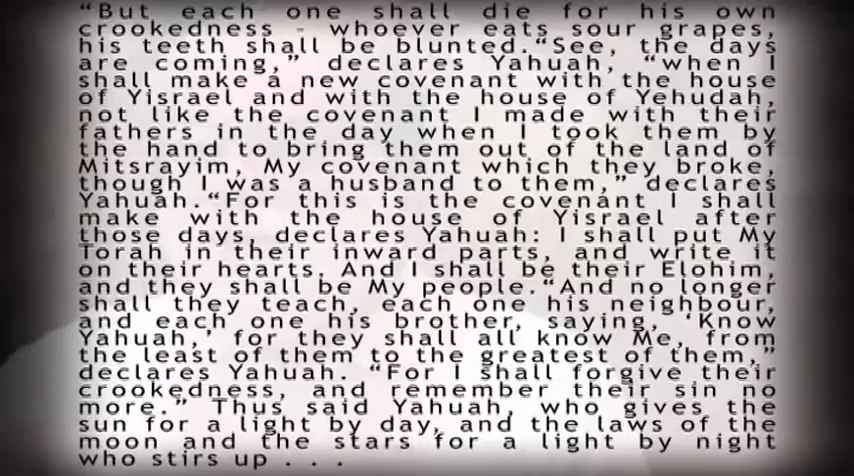 “But each one shall die for his own
crookedness - whoever eats sour grapes,
his teeth shall be blunted.“See, the days
are coming,” declares Yahuah, “when I
shall make a new covenant with the house
of Yisrael and with the house of Yehudah,
not like the covenant I made with their
fathers in the day when I took them by
the hand to bring them out of the land of
Mitsrayim, My covenant which they broke,
though I was a husband to them,” declares
Yahuah.“For this is the covenant I shall
make with the house of Yisrael after
those days, declares Yahuah: I shall put My
Torah in their inward parts, and write it
on their hearts. And I shall be their Elohim,
and they shall be My people.“And no longer
shall they teach, each one his neighbour,
and each one his brother, saying, ‘Know
Yahuah,’ for they shall all know Me, from
the least of them to the greatest of them,”
declares Yahuah. “For I shall forgive their
crookedness, and remember their sin no
more.” Thus said Yahuah, who gives the
sun for a light by day, and the laws of the
moon and the stars for a light by night
who stirs up . . .